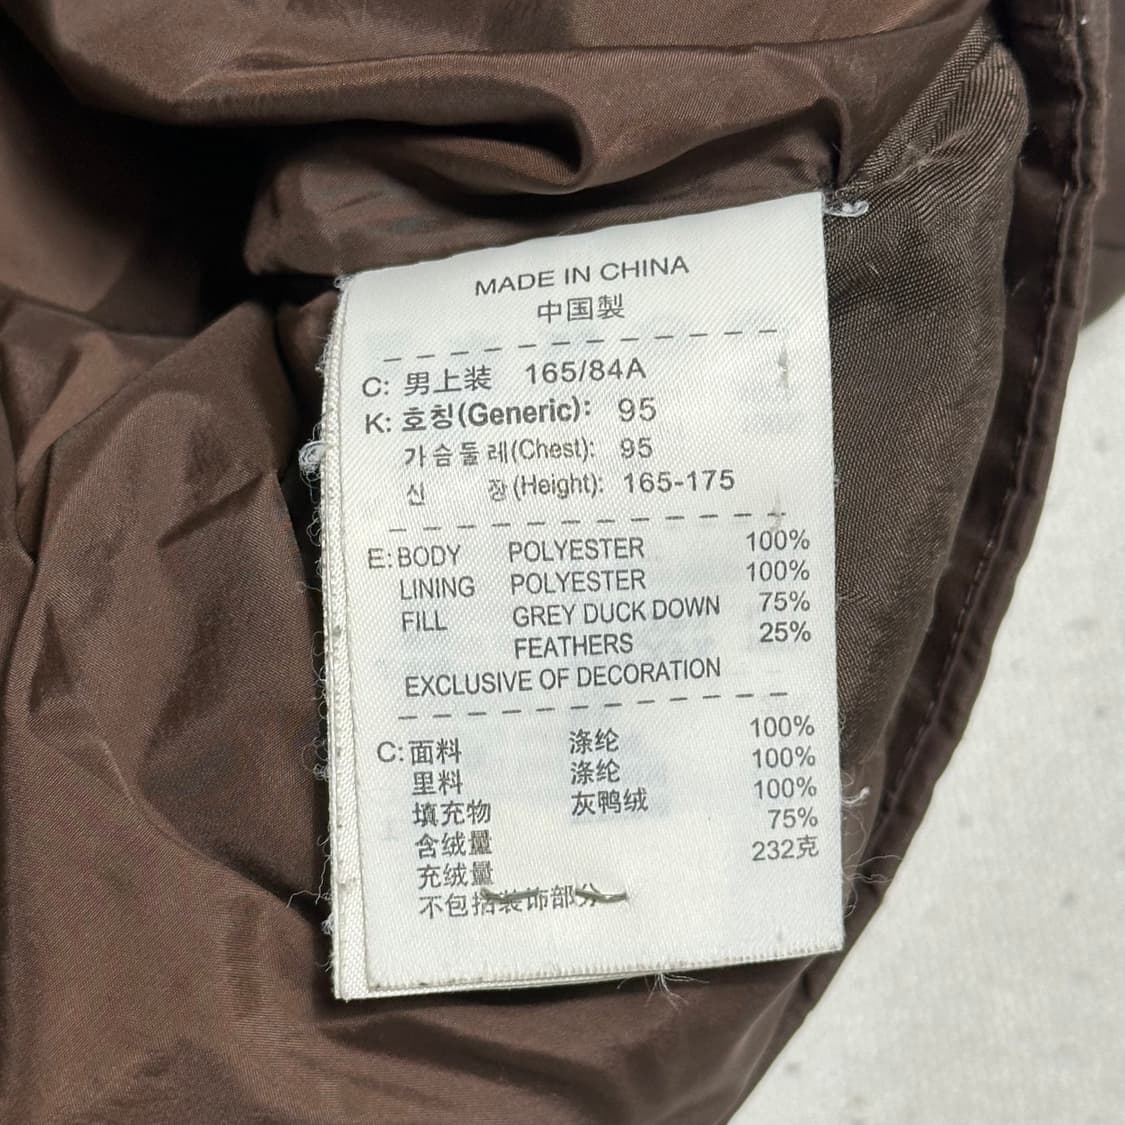 MADE IN CHINA
中国製
C: 男上装 165/84A
K: 호칭(Generic): 95
가슴둘레(Chest): 95
신 장 (Height): 165-175
E: BODY POLYESTER 100%
LINING POLYESTER 100%
FILL GREY DUCK DOWN 75%
FEATHERS 25%
EXCLUSIVE OF DECORATION
C: 面料 涤纶 100%
里料 涤纶 100%
填充物 灰鸭绒 100%
含绒量 75%
充绒量 232克
不包括装饰部分